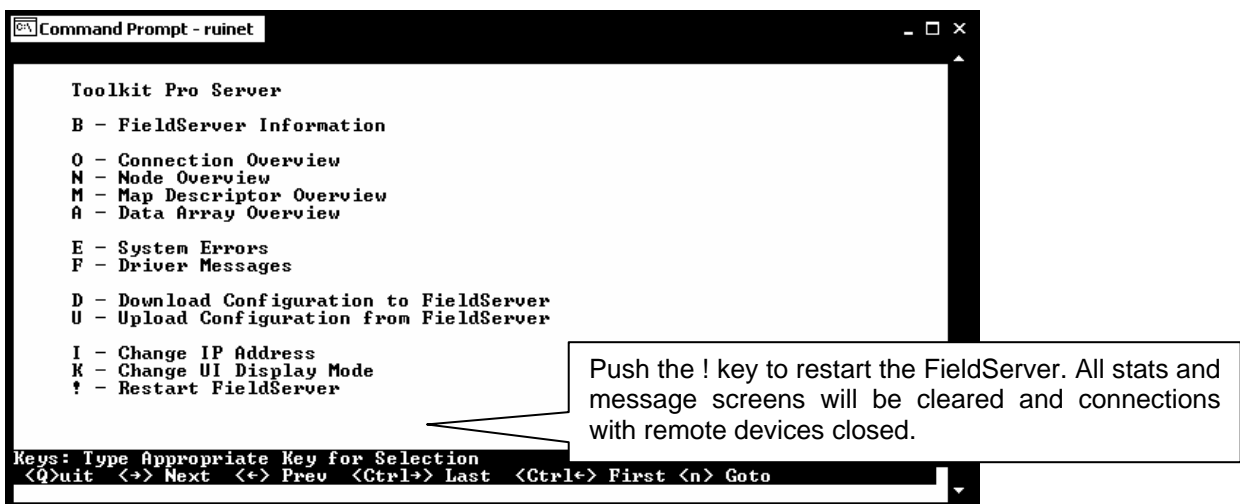 Command Prompt - ruinet
Toolkit Pro Server
B - FieldServer Information
O - Connection Overview
N - Node Overview
M - Map Descriptor Overview
A - Data Array Overview
E - System Errors
F - Driver Messages
D - Download Configuration to FieldServer
U - Upload Configuration from FieldServer
I - Change IP Address
K - Change UI Display Mode
! - Restart FieldServer
Push the ! key to restart the FieldServer. All stats and
message screens will be cleared and connections
with remote devices closed.
Keys: Type Appropriate Key for Selection
<Q>uit <→> Next <←> Prev <Ctrl→> Last <Ctrl←> First <n> Goto